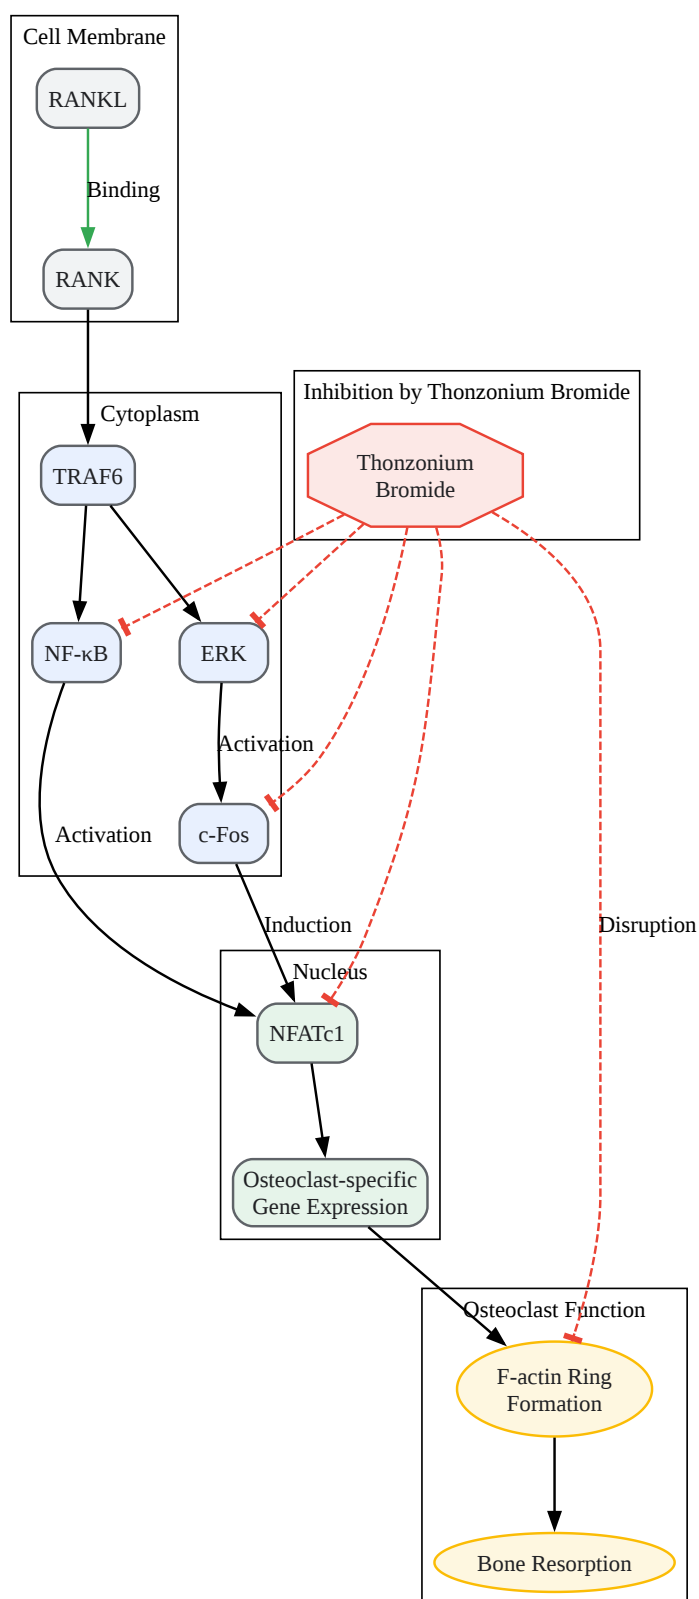 Cell Membrane
RANKL
Binding
RANK
Inhibition by Thonzonium Bromide
Cytoplasm
Thonzonium
Bromide
TRAF6
NF-κB
ERK
Activation
Activation
c-Fos
Induction
Disruption
Nucleus
NFATc1
Osteoclast-specific
Gene Expression
Osteoclast Function
F-actin Ring
Formation
Bone Resorption